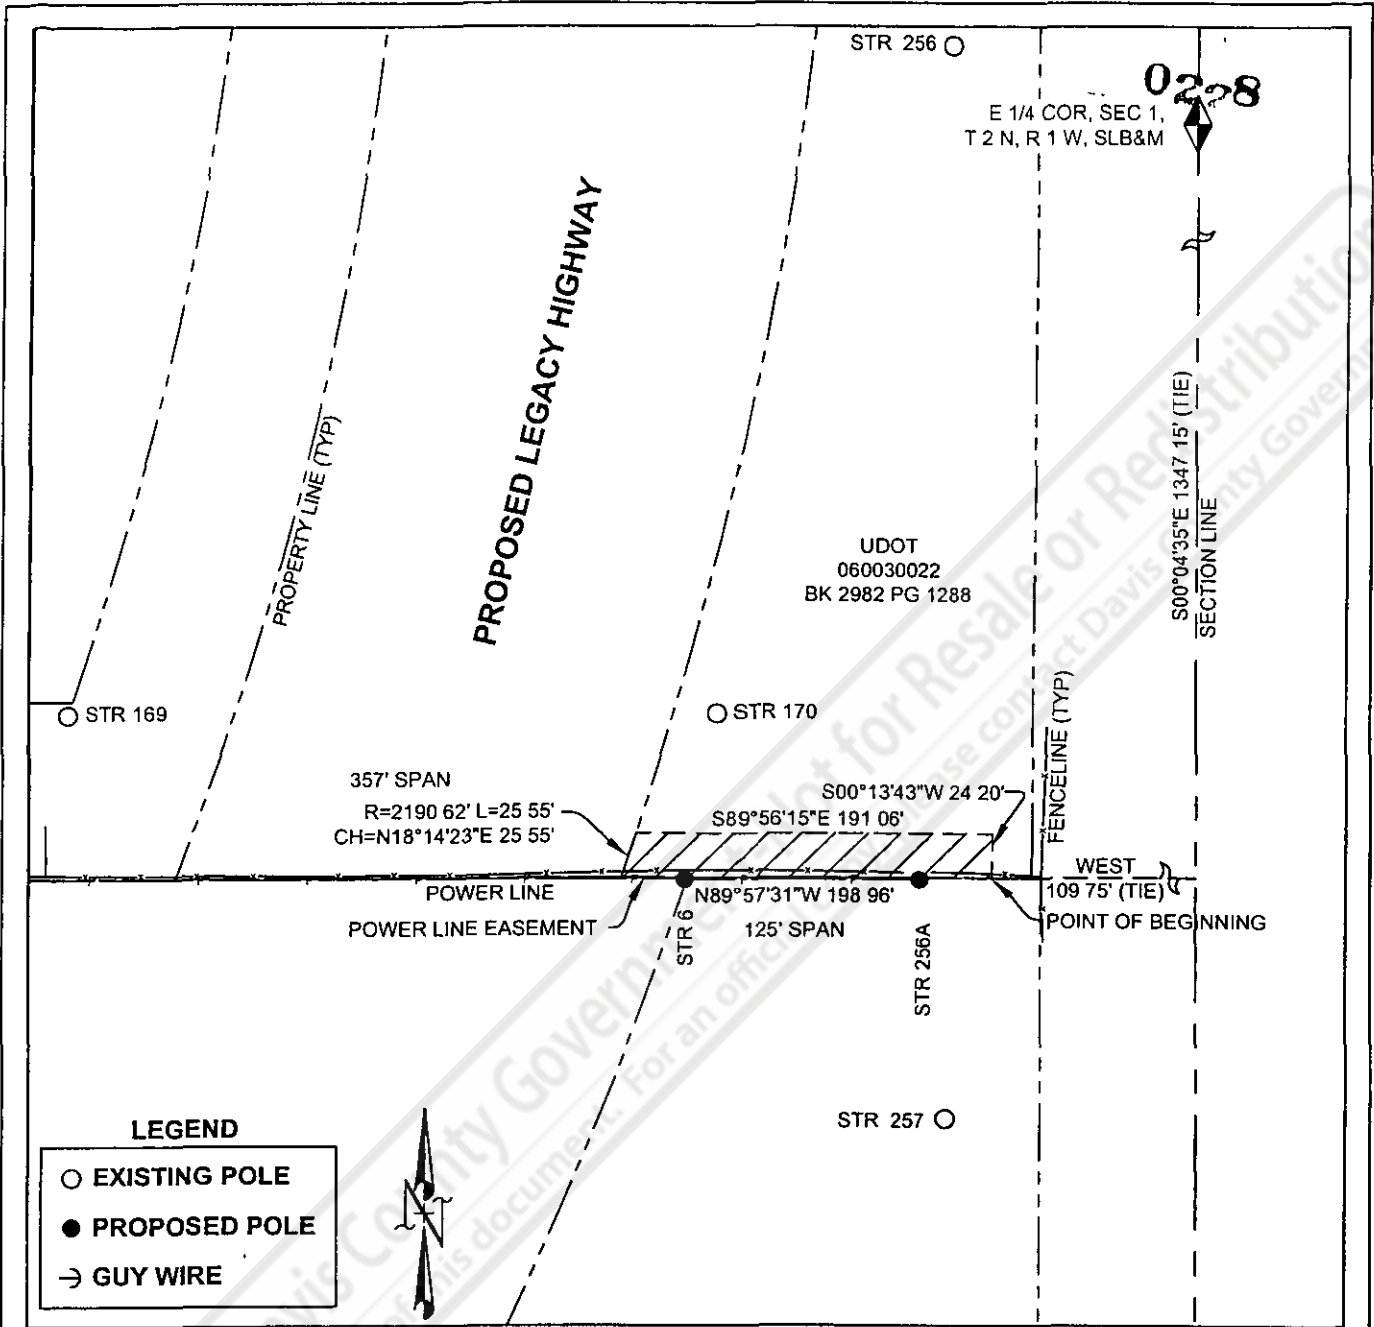 STR 256
0228
E 1/4 COR, SEC 1,
T 2 N, R 1 W, SLB&M
PROPOSED LEGACY HIGHWAY
PROPERTY LINE (TYP)
S00°04'35"E 1347 15' (TIE)
SECTION LINE
UDOT
060030022
BK 2982 PG 1288
STR 169
STR 170
FENCELINE (TYP)
357' SPAN
R=2190 62' L=25 55'
CH=N18°14'23"E 25 55'
S00°13'43"W 24 20'
S89°56'15"E 191 06'
WEST
109 75' (TIE)
POWER LINE
N89°57'31"W 198 96'
POWER LINE EASEMENT
STR 6
125' SPAN
STR 256A
POINT OF BEGINNING
STR 257
LEGEND
EXISTING POLE
PROPOSED POLE
GUY WIRE
N